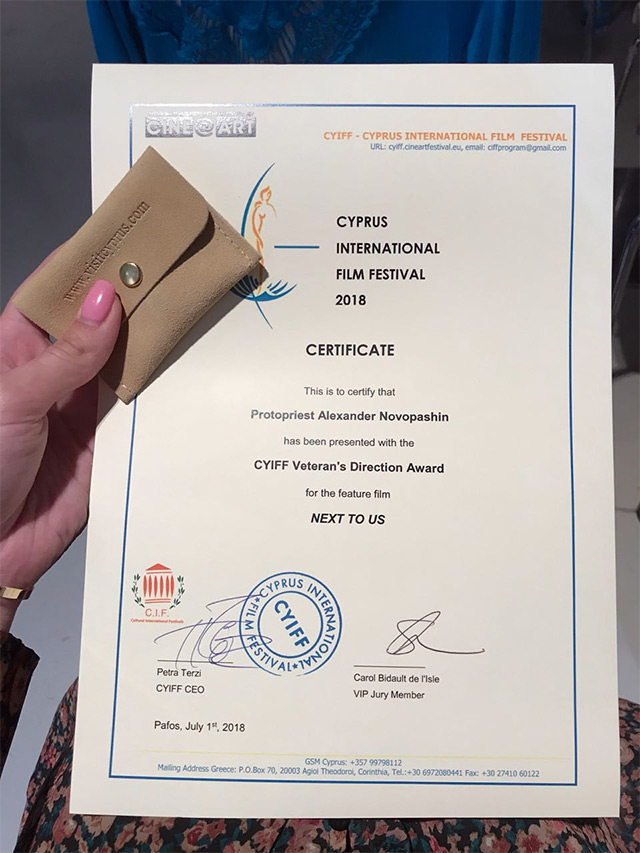 CINE@ART
CYIFF - CYPRUS INTERNATIONAL FILM FESTIVAL
URL: cyiff.cineartfestival.eu, email: ciffprogram@gmail.com
www.visitcyprus.com
CYPRUS
INTERNATIONAL
FILM FESTIVAL
2018
CERTIFICATE
This is to certify that
Protopriest Alexander Novopashin
has been presented with the
CYIFF Veteran's Direction Award
for the feature film
NEXT TO US
C.I.F.
Cultural International Festivals
CYPRUS INTERNATIONAL
FILM FESTIVAL
CYIFF
Petra Terzi
CYIFF CEO
Carol Bidault de l'Isle
VIP Jury Member
Pafos, July 1st, 2018
GSM Cyprus: +357 99798112
Mailing Address Greece: P.O.Box 70, 20003 Agioi Theodoroi, Corinthia, Tel.:+30 6972080441 Fax: +30 27410 60122